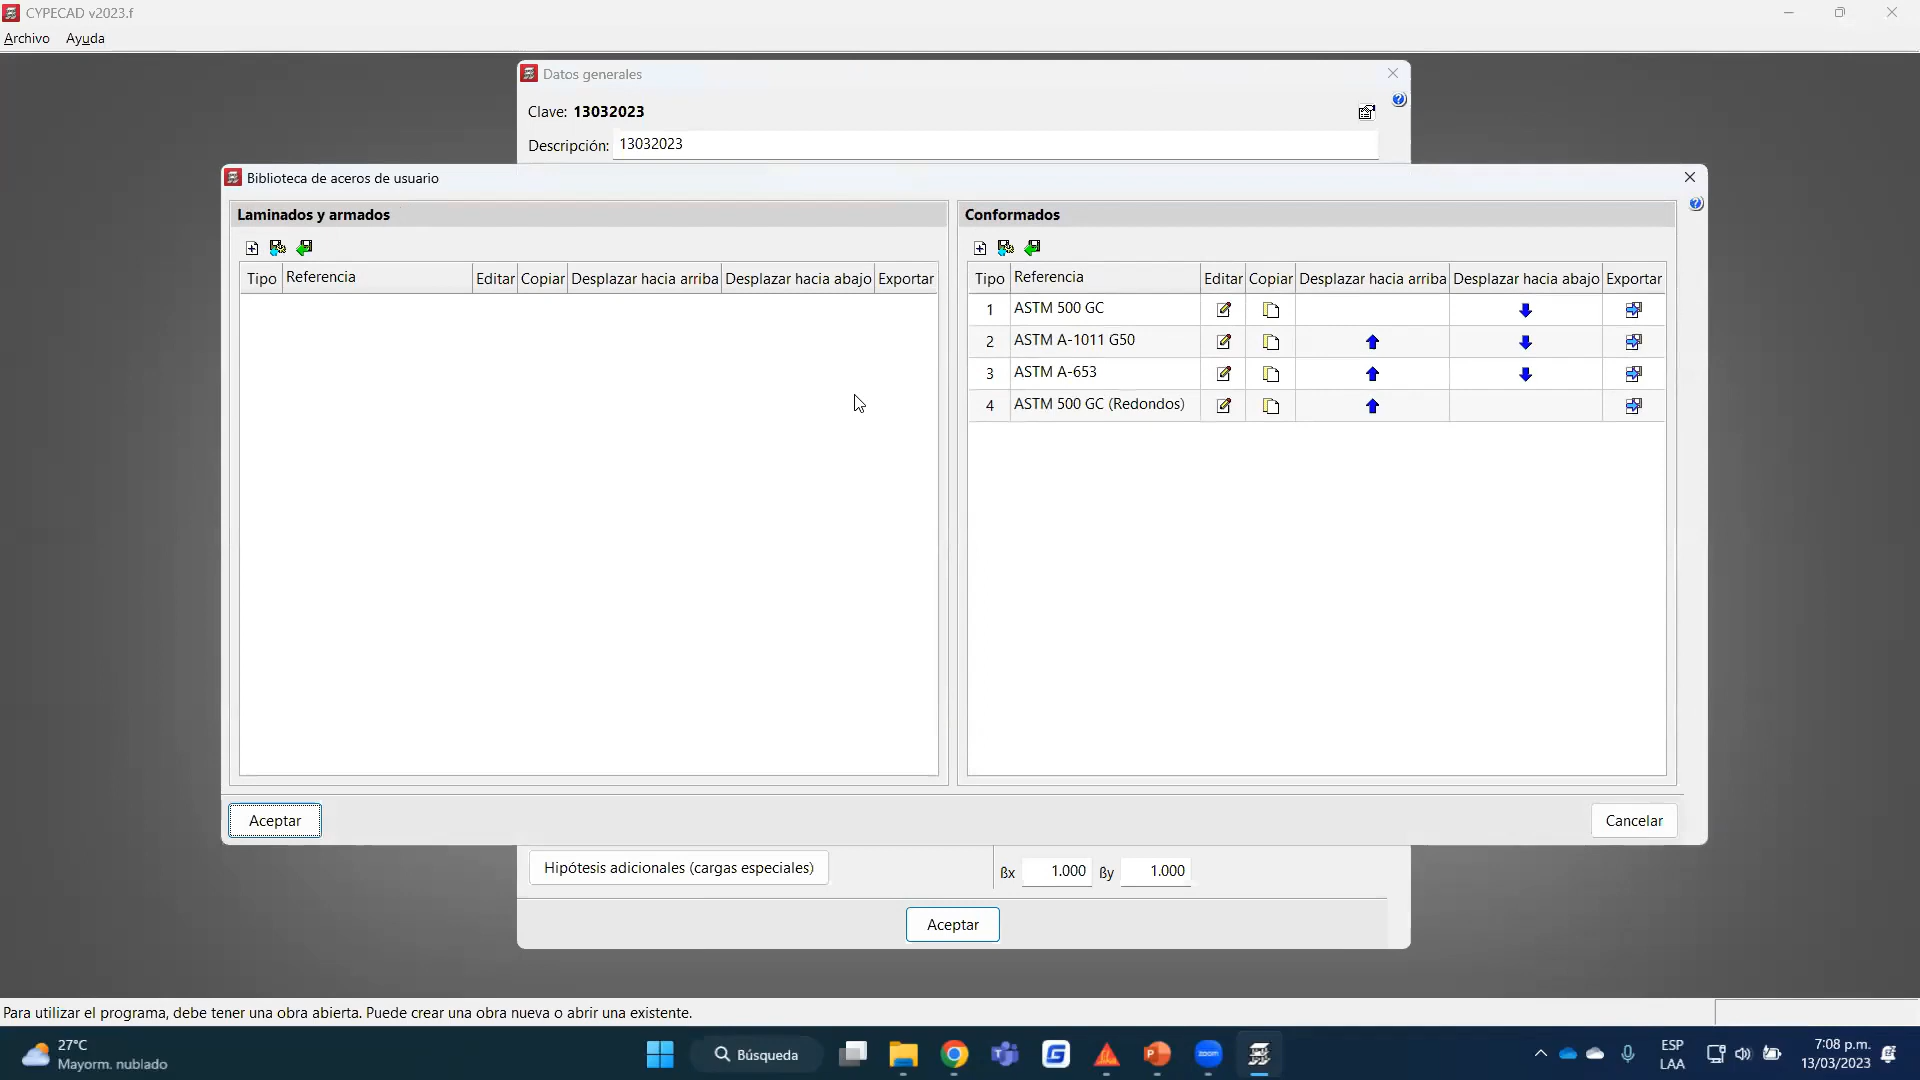 CYPECAD v2023.f
Archivo Ayuda
Datos generales
Clave: 13032023
Descripción: 13032023
Biblioteca de aceros de usuario
Laminados y armados
Tipo Referencia Editar Copiar Desplazar hacia arriba Desplazar hacia abajo Exportar
Conformados
Tipo Referencia Editar Copiar Desplazar hacia arriba Desplazar hacia abajo Exportar
1 ASTM 500 GC
2 ASTM A-1011 G50
3 ASTM A-653
4 ASTM 500 GC (Redondos)
Aceptar Cancelar
Hipótesis adicionales (cargas especiales) ßx 1.000 ßy 1.000
Aceptar
Para utilizar el programa, debe tener una obra abierta. Puede crear una obra nueva o abrir una existente.
27°C
Mayorm. nublado
Búsqueda
zoom
ESP
LAA
7:08 p.m.
13/03/2023